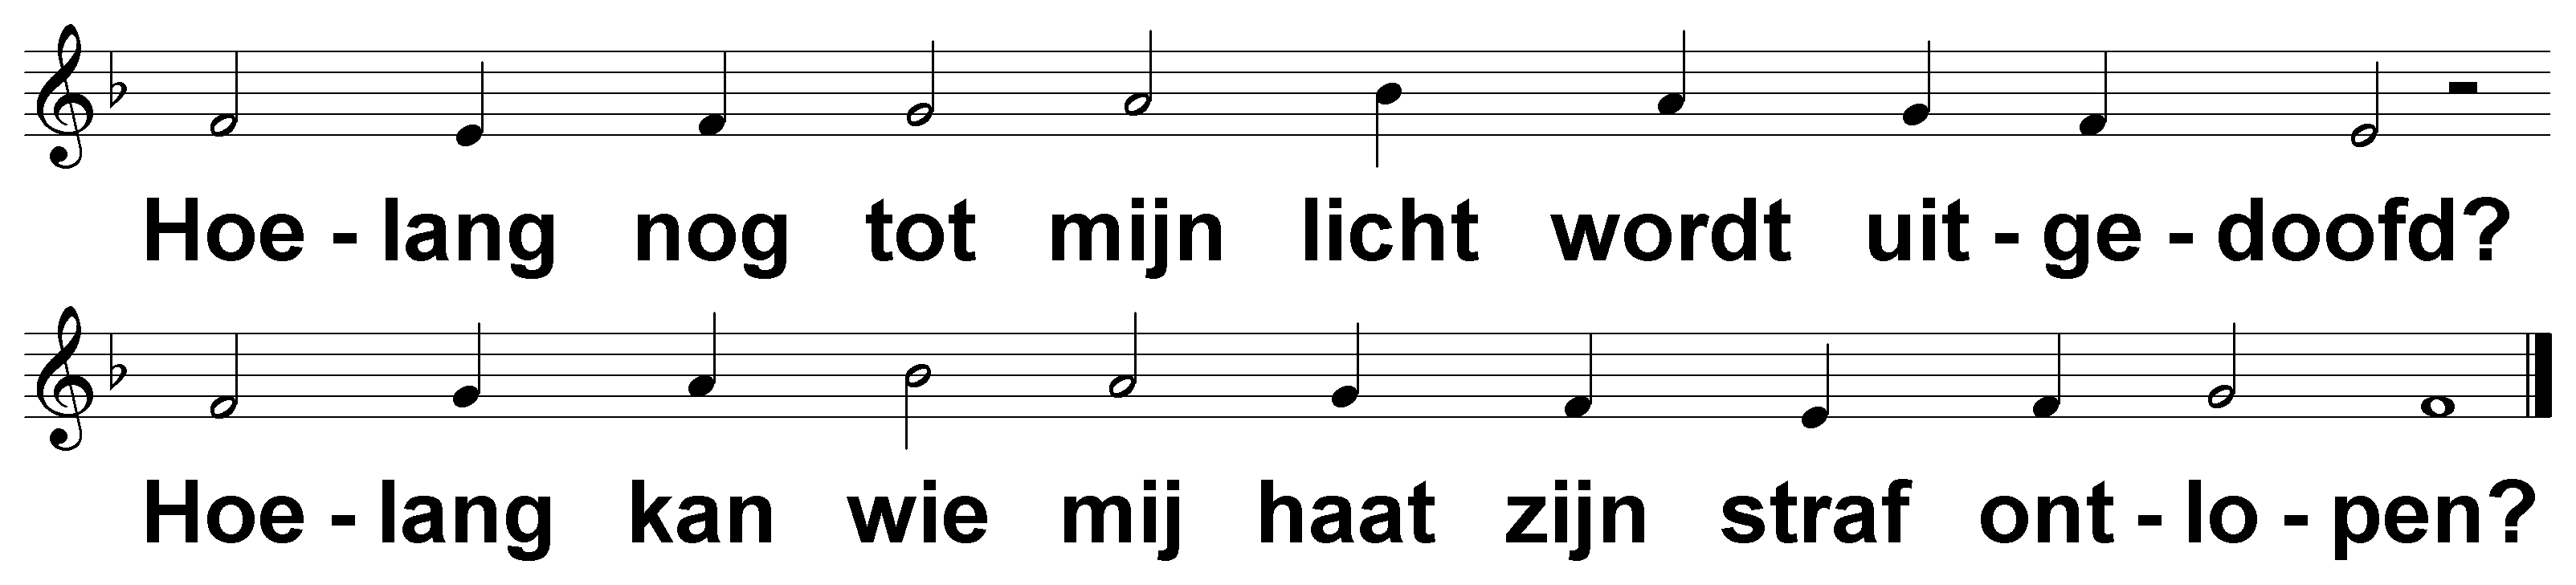 Hoe - lang nog tot mijn licht wordt uit - ge - doofd?
Hoe - lang kan wie mij haat zijn straf ont - lo - pen?